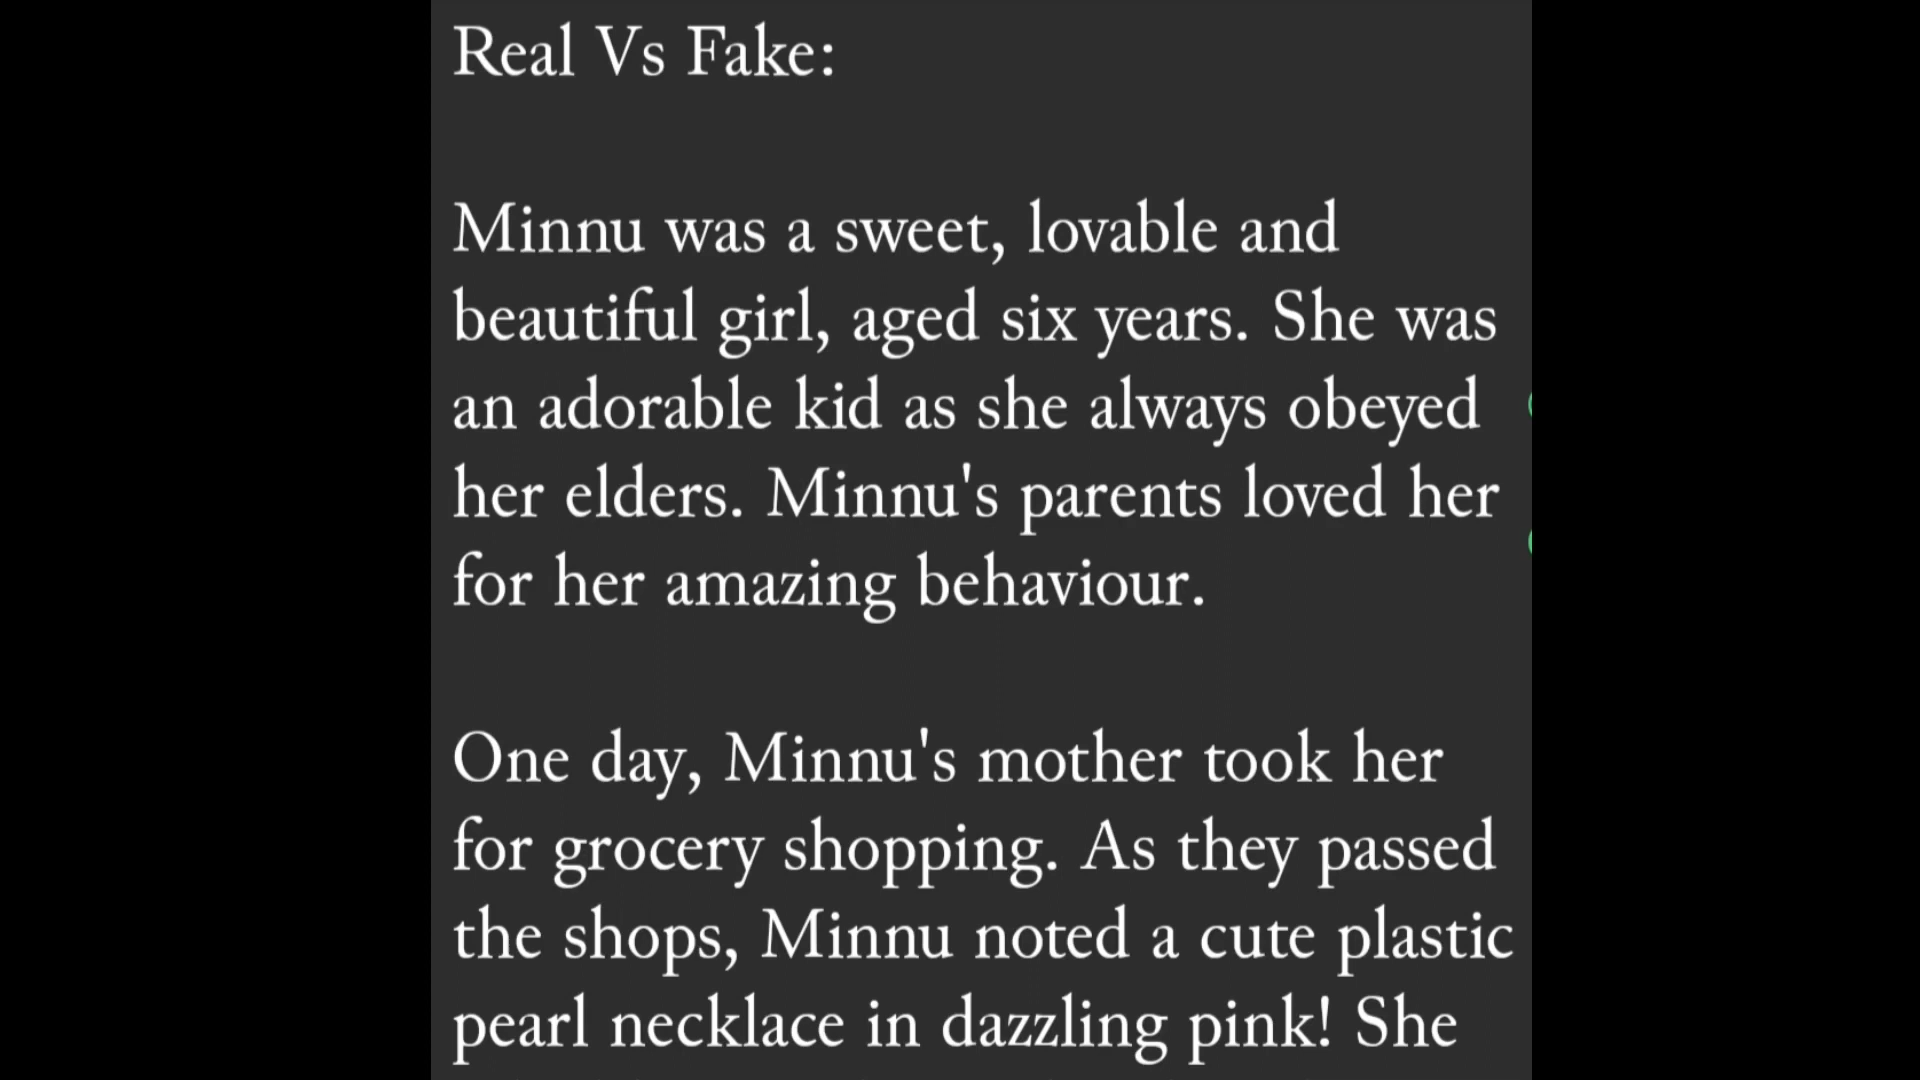 Real Vs Fake:
Minnu was a sweet, lovable and
beautiful girl, aged six years. She was
an adorable kid as she always obeyed
her elders. Minnu's parents loved her
for her amazing behaviour.
One day, Minnu's mother took her
for grocery shopping. As they passed
the shops, Minnu noted a cute plastic
pearl necklace in dazzling pink! She